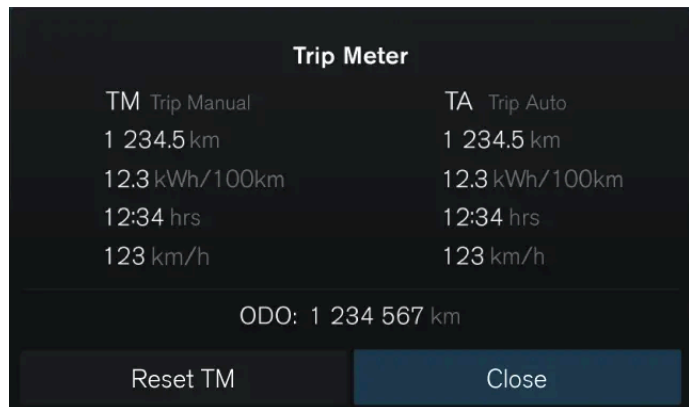 Trip Meter
TM Trip Manual
1 234.5 km
12.3 kWh/100km
12:34 hrs
123 km/h
TA Trip Auto
1 234.5 km
12.3 kWh/100km
12:34 hrs
123 km/h
ODO: 1 234 567 km
Reset TM
Close